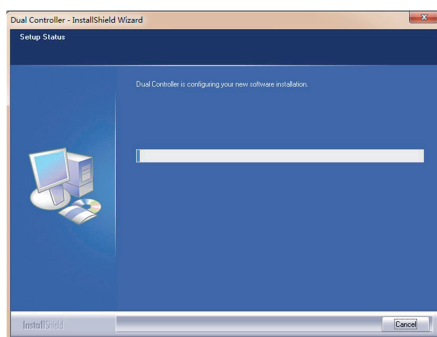 Dual Controller - InstallShield Wizard
Setup Status
Dual Controller is configuring your new software installation.
InstallShield
Cancel